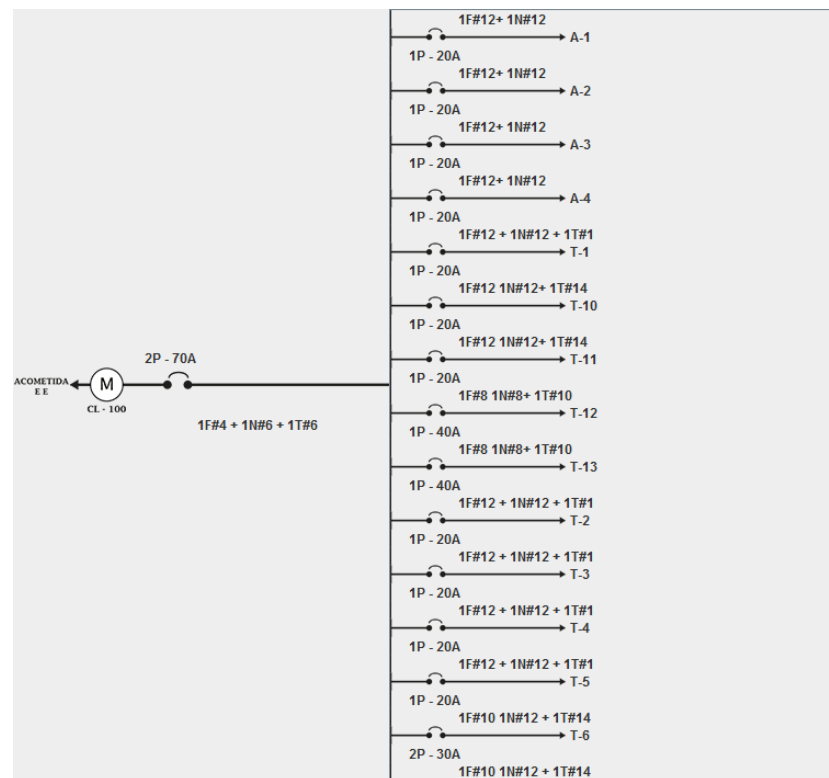 1F#12+ 1N#12
A-1
1P - 20A
1F#12+ 1N#12
A-2
1P - 20A
1F#12+ 1N#12
A-3
1P - 20A
1F#12+ 1N#12
A-4
1P - 20A
1F#12 + 1N#12 + 1T#1
T-1
1P - 20A
1F#12 1N#12+ 1T#14
T-10
1P - 20A
1F#12 1N#12+ 1T#14
T-11
1P - 20A
1F#8 1N#8+ 1T#10
T-12
1P - 40A
1F#8 1N#8+ 1T#10
T-13
1P - 40A
1F#12 + 1N#12 + 1T#1
T-2
1P - 20A
1F#12 + 1N#12 + 1T#1
T-3
1P - 20A
1F#12 + 1N#12 + 1T#1
T-4
1P - 20A
1F#12 + 1N#12 + 1T#1
T-5
1P - 20A
1F#10 1N#12 + 1T#14
T-6
2P - 30A
1F#10 1N#12 + 1T#14
2P - 70A
ACOMETIDA
E E
M
CL - 100
1F#4 + 1N#6 + 1T#6